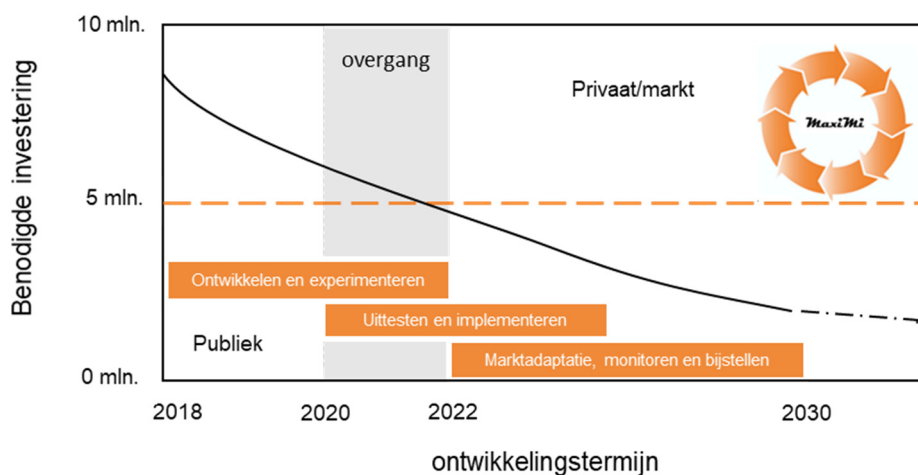 10 mln.
overgang
Privaat/markt
MaxiMi
Benodigde investering
5 mln.
Ontwikkelen en experimenteren
Uittesten en implementeren
Publiek
Marktadaptatie, monitoren en bijstellen
0 mln.
2018
2020
2022
2030
ontwikkelingstermijn